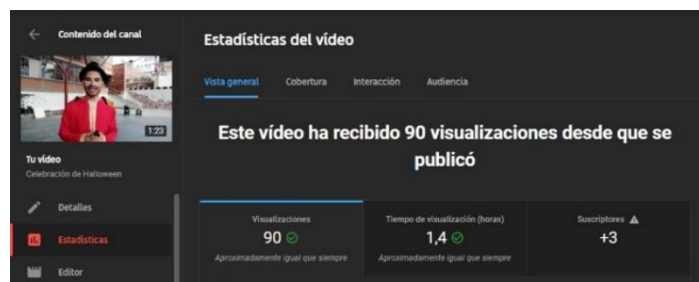 Contenido del canal
1:23
Tu vídeo
Celebración de Halloween
Detalles
Estadísticas
Editor
Estadísticas del vídeo
Vista general Cobertura Interacción Audiencia
Este vídeo ha recibido 90 visualizaciones desde que se
publicó
Visualizaciones
90
Aproximadamente igual que siempre
Tiempo de visualización (horas)
1,4
Aproximadamente igual que siempre
Suscriptores
+3